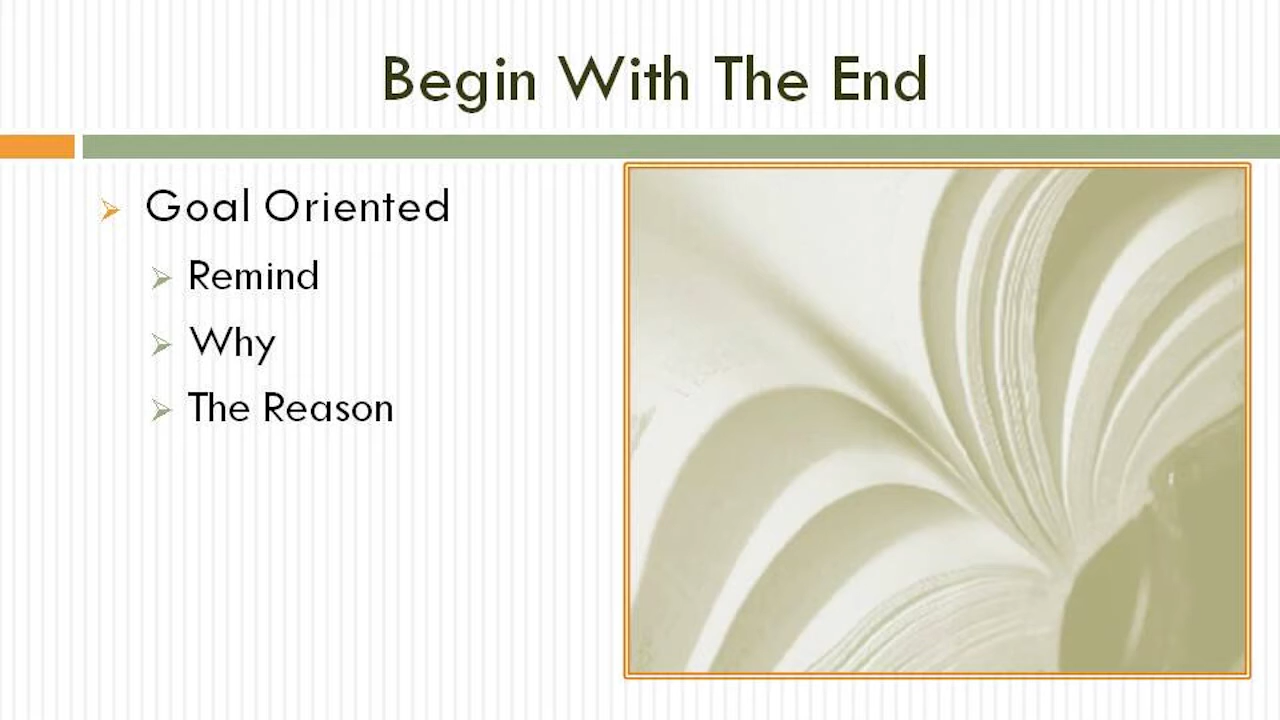 Begin With The End
Goal Oriented
Remind
Why
The Reason